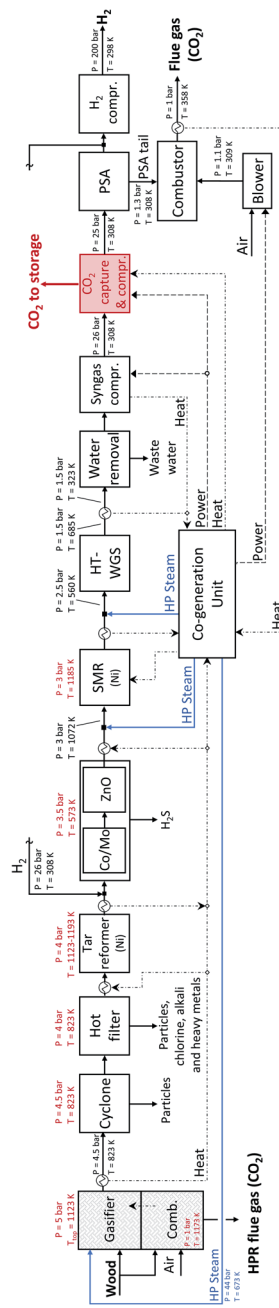 P = 5 bar
Ttop = 1123 K
Gasifier
Comb.
P = 1 bar
T = 1173 K
Wood
Air
HP Steam
P = 44 bar
T = 673 K
HPR flue gas (CO2)
P = 4.5 bar
T = 823 K
Heat
P = 4.5 bar
T = 823 K
Cyclone
Particles
P = 4 bar
T = 823 K
Hot
filter
Particles,
chlorine, alkali
and heavy metals
P = 4 bar
T = 1123-1193 K
Tar
reformer
(Ni)
H2
P = 26 bar
T = 308 K
P = 3.5 bar
T = 573 K
Co/Mo
ZnO
H2S
P = 3 bar
T = 1072 K
HP Steam
P = 3 bar
T = 1185 K
SMR
(Ni)
P = 2.5 bar
T = 560 K
HP Steam
HT-
WGS
P = 1.5 bar
T = 685 K
P = 1.5 bar
T = 323 K
Water
removal
Waste
water
Syngas
compr.
Heat
Co-generation
Unit
Power
Heat
Power
Heat
P = 26 bar
T = 308 K
CO2
capture
& compr.
CO2 to storage
P = 25 bar
T = 308 K
PSA
P = 1.3 bar
T = 308 K
PSA tail
H2
compr.
P = 200 bar
T = 298 K
H2
Combustor
P = 1 bar
T = 358 K
Flue gas
(CO2)
P = 1.1 bar
T = 309 K
Blower
Air